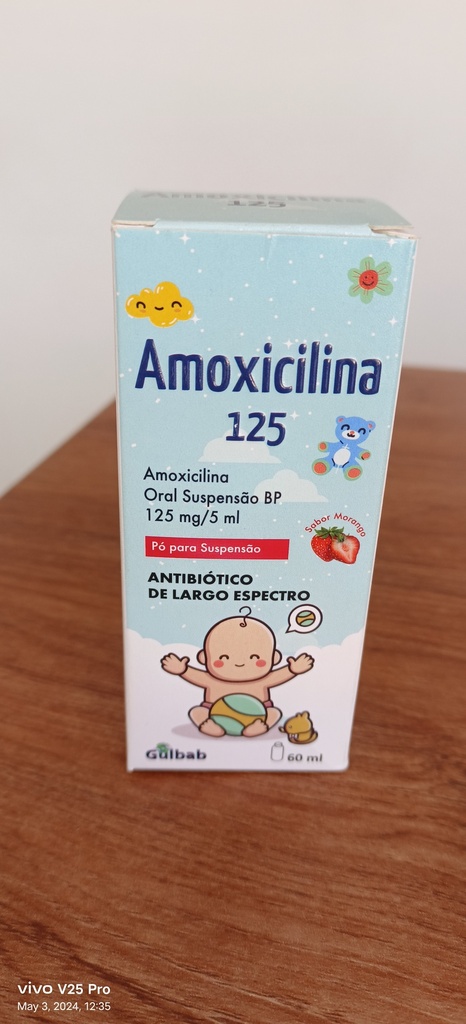 125
Amoxicilina
125
Amoxicilina
Oral Suspensão BP
125 mg/5 ml
Sabor Morango
Pó para Suspensão
ANTIBIÓTICO
DE LARGO ESPECTRO
Gulbab
60 ml
vivo V25 Pro
May 3, 2024, 12:35